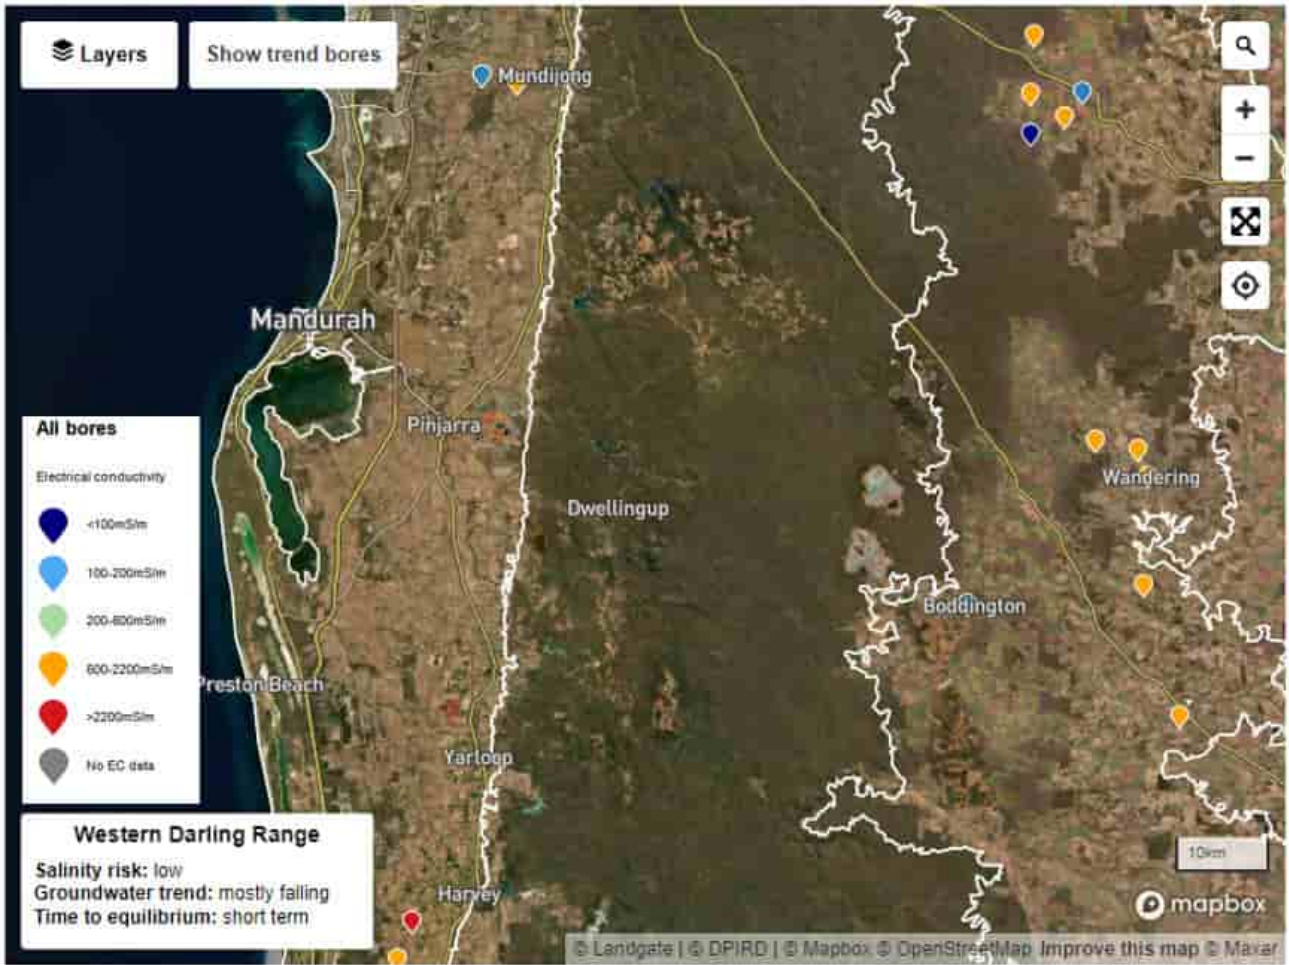 Layers
Show trend bores
Mundijong
Mandurah
Pinjarra
Dwellingup
Wandering
Boddington
Preston Beach
Yarloop
Harvey
All bores
Electrical conductivity
<100mS/m
100-200mS/m
200-600mS/m
600-2200mS/m
>2200mS/m
No EC data
Western Darling Range
Salinity risk: low
Groundwater trend: mostly falling
Time to equilibrium: short term
10km
mapbox
© Landgate | © DPIRD | © Mapbox © OpenStreetMap Improve this map © Maxar